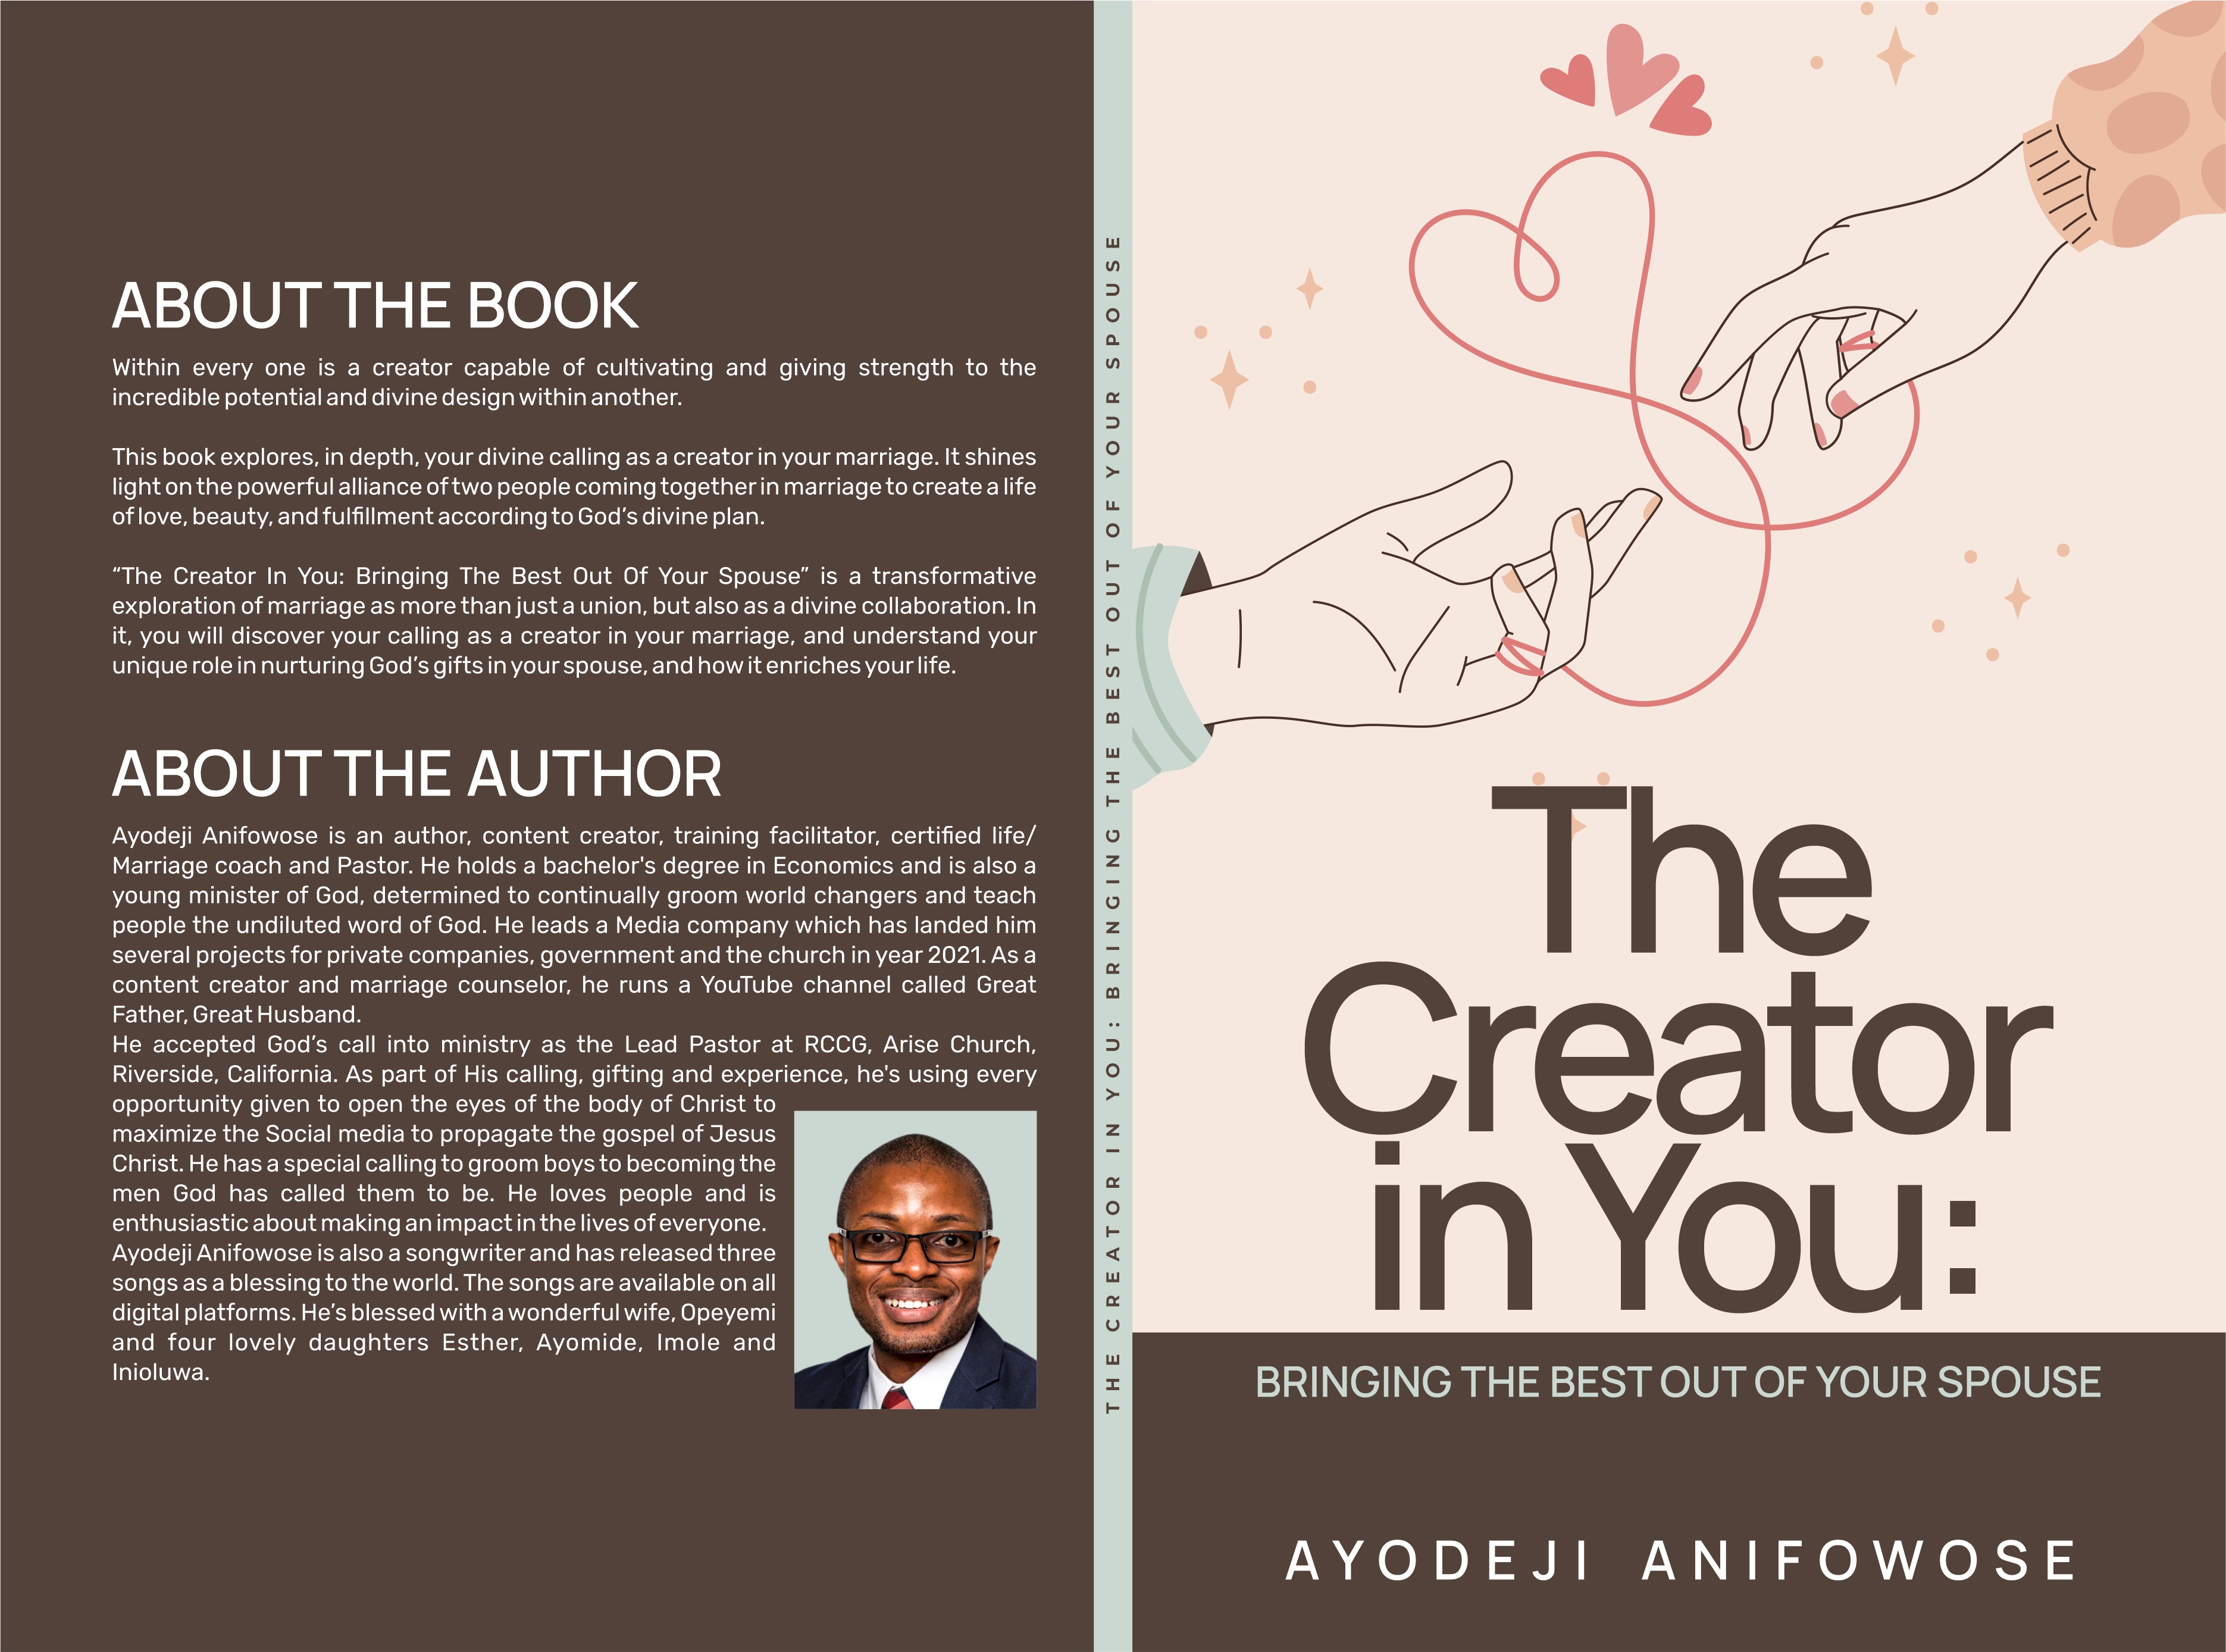 ABOUT THE BOOK
Within every one is a creator capable of cultivating and giving strength to the
incredible potential and divine design within another.
This book explores, in depth, your divine calling as a creator in your marriage. It shines
light on the powerful alliance of two people coming together in marriage to create a life
of love, beauty, and fulfillment according to God’s divine plan.
“The Creator In You: Bringing The Best Out Of Your Spouse” is a transformative
exploration of marriage as more than just a union, but also as a divine collaboration. In
it, you will discover your calling as a creator in your marriage, and understand your
unique role in nurturing God’s gifts in your spouse, and how it enriches your life.
ABOUT THE AUTHOR
Ayodeji Anifowose is an author, content creator, training facilitator, certified life/
Marriage coach and Pastor. He holds a bachelor's degree in Economics and is also a
young minister of God, determined to continually groom world changers and teach
people the undiluted word of God. He leads a Media company which has landed him
several projects for private companies, government and the church in year 2021. As a
content creator and marriage counselor, he runs a YouTube channel called Great
Father, Great Husband.
He accepted God’s call into ministry as the Lead Pastor at RCCG, Arise Church,
Riverside, California. As part of His calling, gifting and experience, he's using every
opportunity given to open the eyes of the body of Christ to
maximize the Social media to propagate the gospel of Jesus
Christ. He has a special calling to groom boys to becoming the
men God has called them to be. He loves people and is
enthusiastic about making an impact in the lives of everyone.
Ayodeji Anifowose is also a songwriter and has released three
songs as a blessing to the world. The songs are available on all
digital platforms. He’s blessed with a wonderful wife, Opeyemi
and four lovely daughters Esther, Ayomide, Imole and
Inioluwa.
THE CREATOR IN YOU: BRINGING THE BEST OUT OF YOUR SPOUSE
The
Creator
in You:
BRINGING THE BEST OUT OF YOUR SPOUSE
AYODEJI ANIFOWOSE